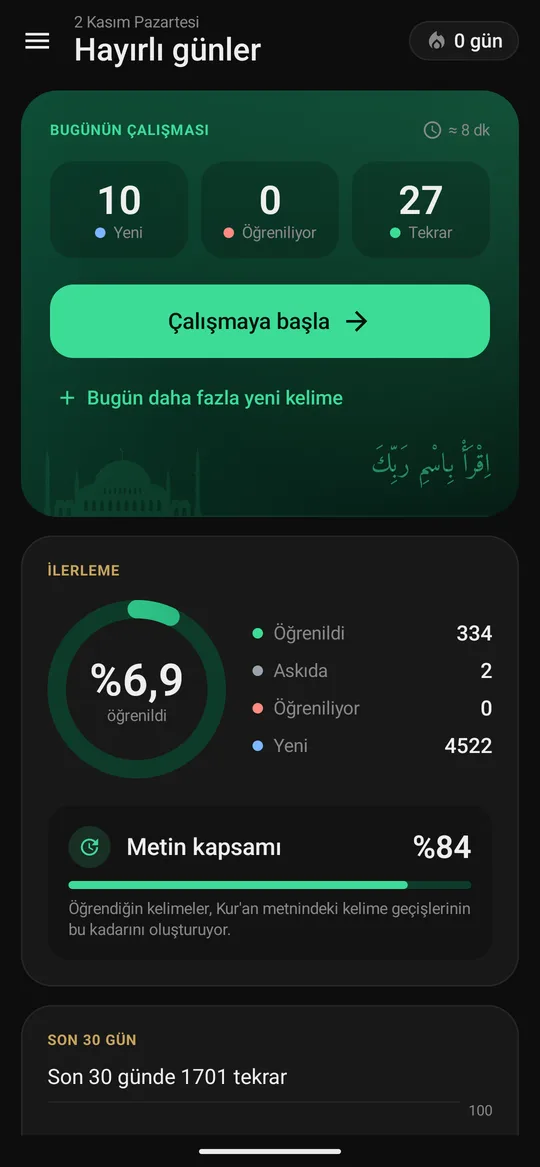 2 Kasım Pazartesi
Hayırlı günler
0 gün
BUGÜNÜN ÇALIŞMASI
≈ 8 dk
10
0
27
Yeni
Öğreniliyor
Tekrar
Çalışmaya başla →
+ Bugün daha fazla yeni kelime
اِقْرَأْ بِاسْمِ رَبِّكَ
İLERLEME
%6,9
öğrenildi
Öğrenildi 334
Askıda 2
Öğreniliyor 0
Yeni 4522
Metin kapsamı %84
Öğrendiğin kelimeler, Kur'an metnindeki kelime geçişlerinin
bu kadarını oluşturuyor.
SON 30 GÜN
Son 30 günde 1701 tekrar
100